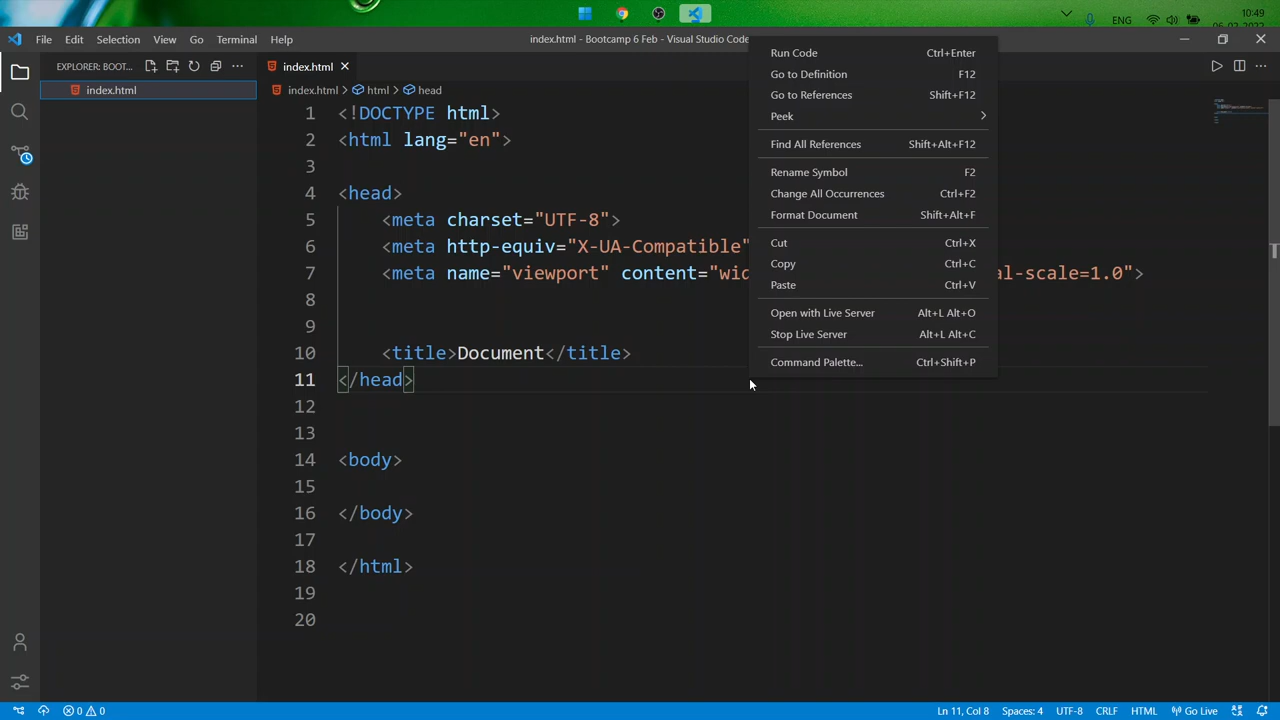 10:49
ENG
File Edit Selection View Go Terminal Help
index.html - Bootcamp 6 Feb - Visual Studio Code
EXPLORER: BOOT...
index.html
index.html
index.html > html > head
1 <!DOCTYPE html>
2 <html lang="en">
3
4 <head>
5 <meta charset="UTF-8">
6 <meta http-equiv="X-UA-Compatible"
7 <meta name="viewport" content="wid al-scale=1.0">
8
9
10 <title>Document</title>
11 </head>
12
13
14 <body>
15
16 </body>
17
18 </html>
19
20
Run Code Ctrl+Enter
Go to Definition F12
Go to References Shift+F12
Peek >
Find All References Shift+Alt+F12
Rename Symbol F2
Change All Occurrences Ctrl+F2
Format Document Shift+Alt+F
Cut Ctrl+X
Copy Ctrl+C
Paste Ctrl+V
Open with Live Server Alt+L Alt+O
Stop Live Server Alt+L Alt+C
Command Palette... Ctrl+Shift+P
0 0
Ln 11, Col 8 Spaces: 4 UTF-8 CRLF HTML Go Live